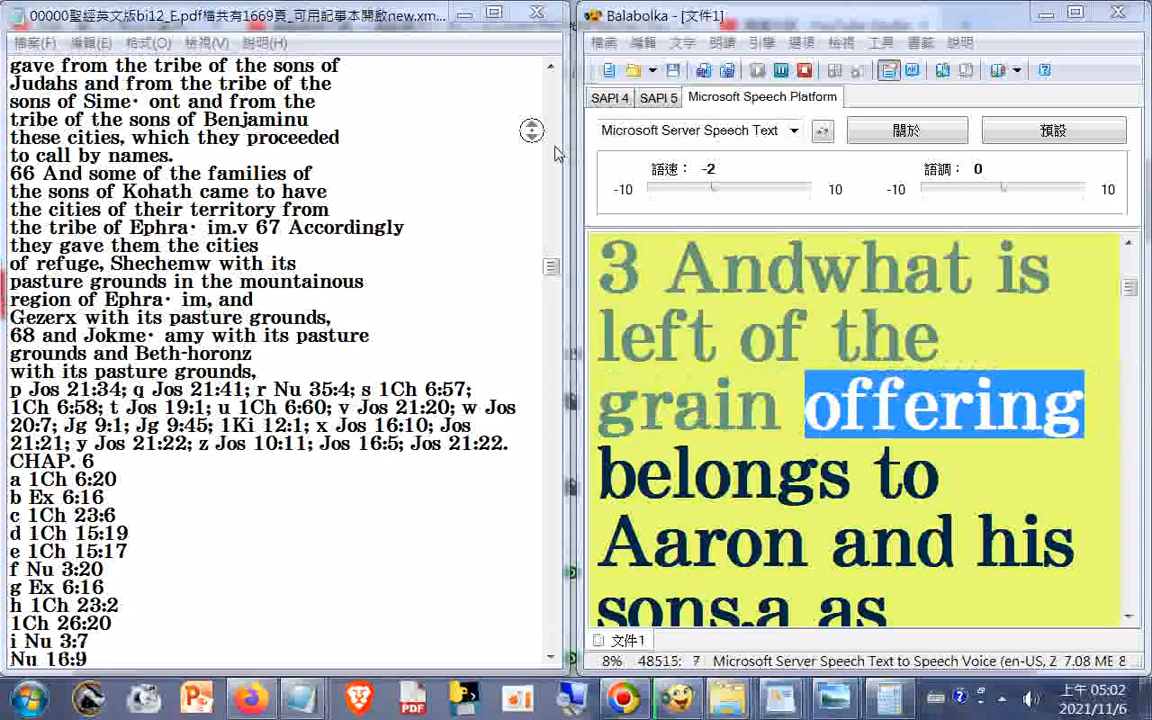 00000聖經英文版bi12_E.pdf檔共有1669頁_可用記事本開啟new.xm...
檔案(F) 編輯(E) 格式(O) 檢視(V) 說明(H)
gave from the tribe of the sons of
Judahs and from the tribe of the
sons of Sime· ont and from the
tribe of the sons of Benjaminu
these cities, which they proceeded
to call by names.
66 And some of the families of
the sons of Kohath came to have
the cities of their territory from
the tribe of Ephra· im.v 67 Accordingly
they gave them the cities
of refuge, Shechemw with its
pasture grounds in the mountainous
region of Ephra· im, and
Gezerx with its pasture grounds,
68 and Jokme· amy with its pasture
grounds and Beth-horonz
with its pasture grounds,
p Jos 21:34; q Jos 21:41; r Nu 35:4; s 1Ch 6:57;
1Ch 6:58; t Jos 19:1; u 1Ch 6:60; v Jos 21:20; w Jos
20:7; Jg 9:1; Jg 9:45; 1Ki 12:1; x Jos 16:10; Jos
21:21; y Jos 21:22; z Jos 10:11; Jos 16:5; Jos 21:22.
CHAP. 6
a 1Ch 6:20
b Ex 6:16
c 1Ch 23:6
d 1Ch 15:19
e 1Ch 15:17
f Nu 3:20
g Ex 6:16
h 1Ch 23:2
1Ch 26:20
i Nu 3:7
Nu 16:9
Balabolka - [文件1]
檔案 編輯 文字 朗讀 引擎 選項 檢視 工具 書籤 說明
SAPI 4 SAPI 5 Microsoft Speech Platform
Microsoft Server Speech Text 關於 預設
語速： -2 語調： 0
-10 10 -10 10
3 Andwhat is
left of the
grain offering
belongs to
Aaron and his
sons,a as
文件1
8% 48515: 7 Microsoft Server Speech Text to Speech Voice (en-US, Z 7.08 MB 8
PDF
上午 05:02
2021/11/6